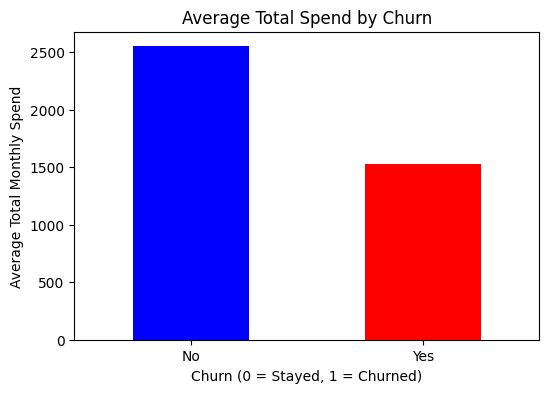 Average Total Spend by Churn
Average Total Monthly Spend
2500
2000
1500
1000
500
0
No
Yes
Churn (0 = Stayed, 1 = Churned)